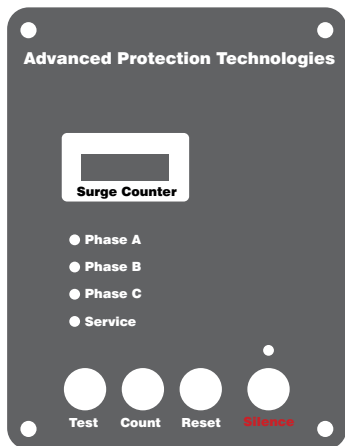 Advanced Protection Technologies
Surge Counter
Phase A
Phase B
Phase C
Service
Test Count Reset Silence